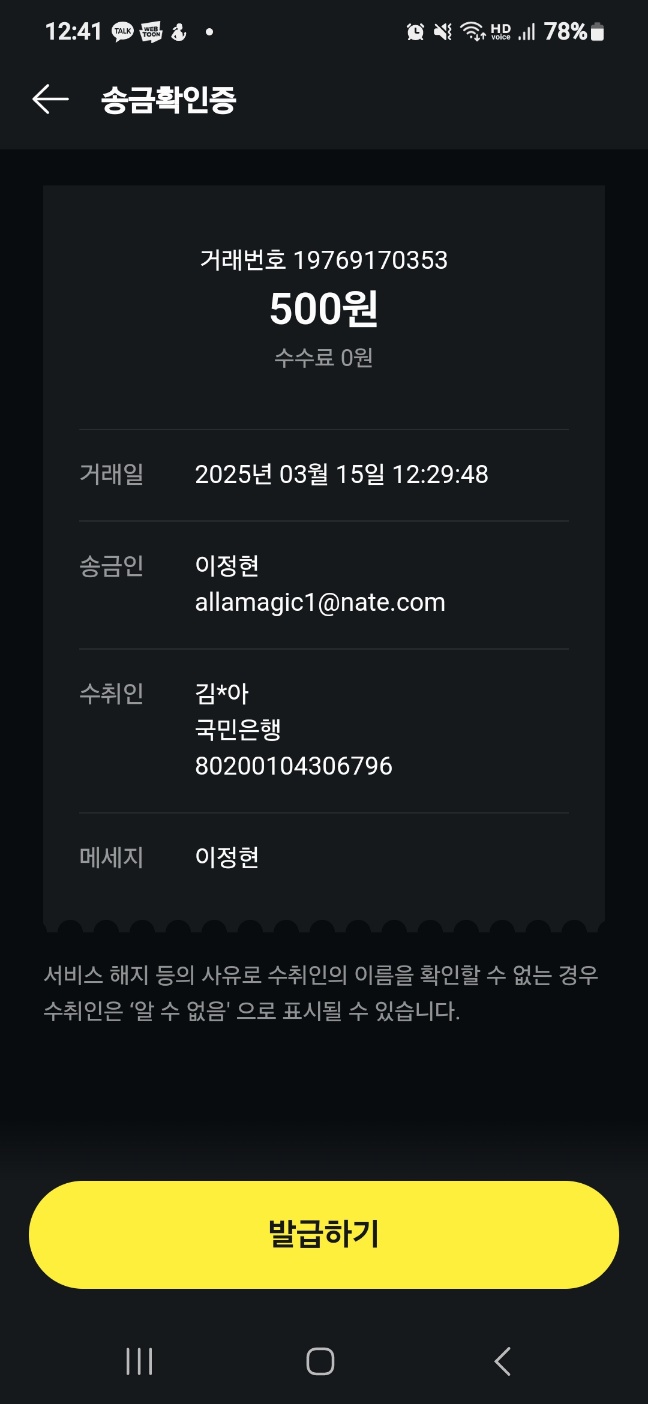 12:41 TALK WEB TOON HD voice 78%
송금확인증
거래번호 19769170353
500원
수수료 0원
거래일 2025년 03월 15일 12:29:48
송금인 이정현
allamagic1@nate.com
수취인 김*아
국민은행
80200104306796
메세지 이정현
서비스 해지 등의 사유로 수취인의 이름을 확인할 수 없는 경우
수취인은 ‘알 수 없음' 으로 표시될 수 있습니다.
발급하기